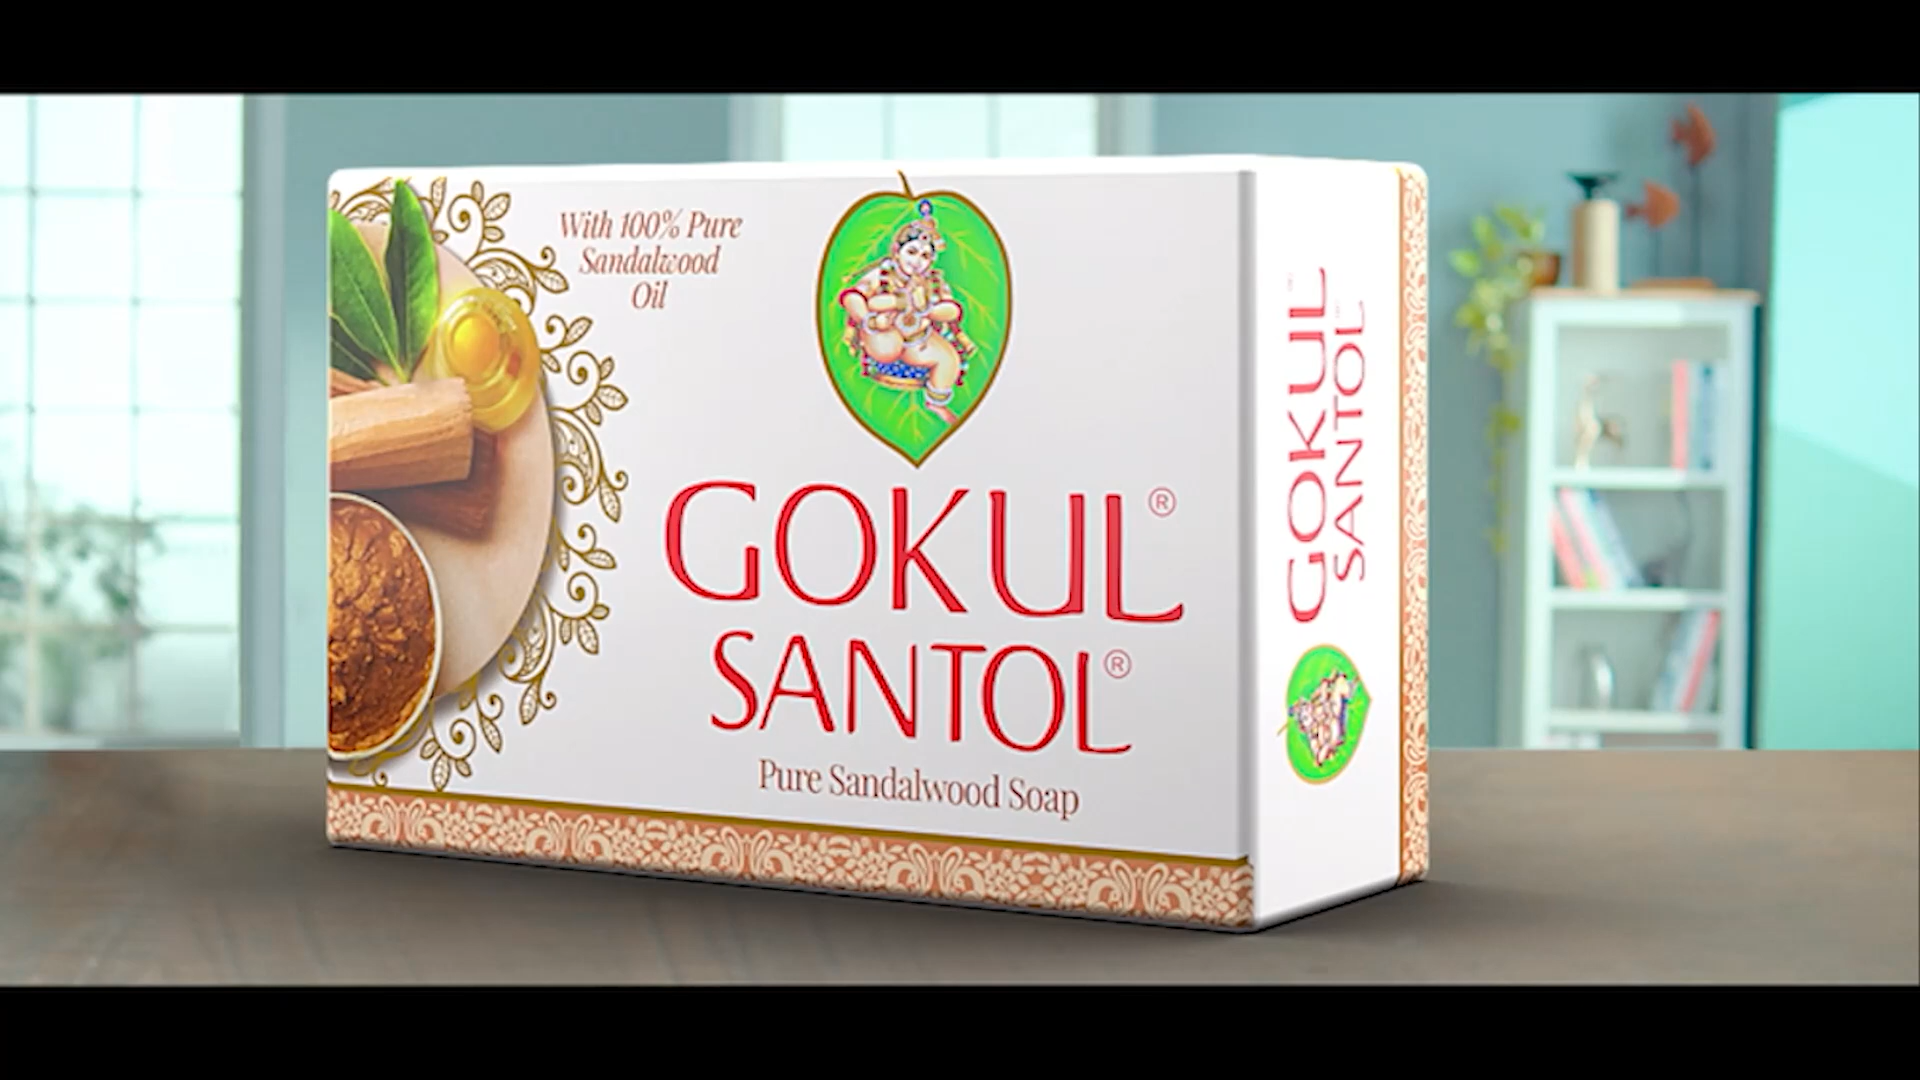 With 100% Pure
Sandalwood
Oil
GOKUL®
SANTOL®
Pure Sandalwood Soap
GOKUL
SANTOL